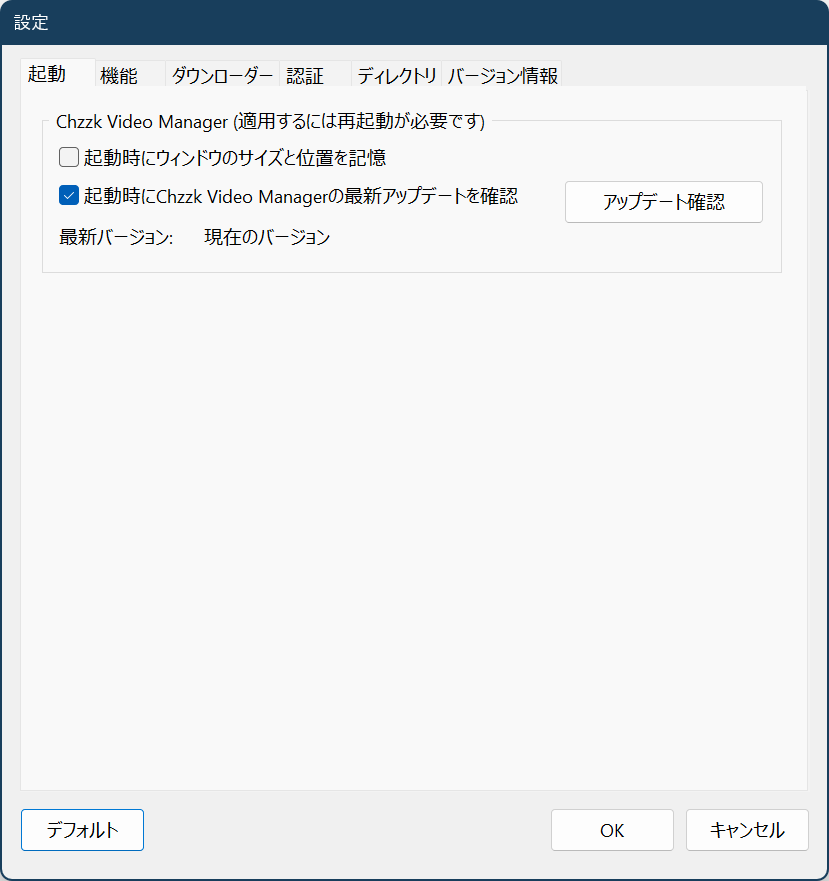 設定
起動 機能 ダウンローダー 認証 ディレクトリ バージョン情報
Chzzk Video Manager (適用するには再起動が必要です)
起動時にウィンドウのサイズと位置を記憶
起動時にChzzk Video Managerの最新アップデートを確認
アップデート確認
最新バージョン: 現在のバージョン
デフォルト OK キャンセル